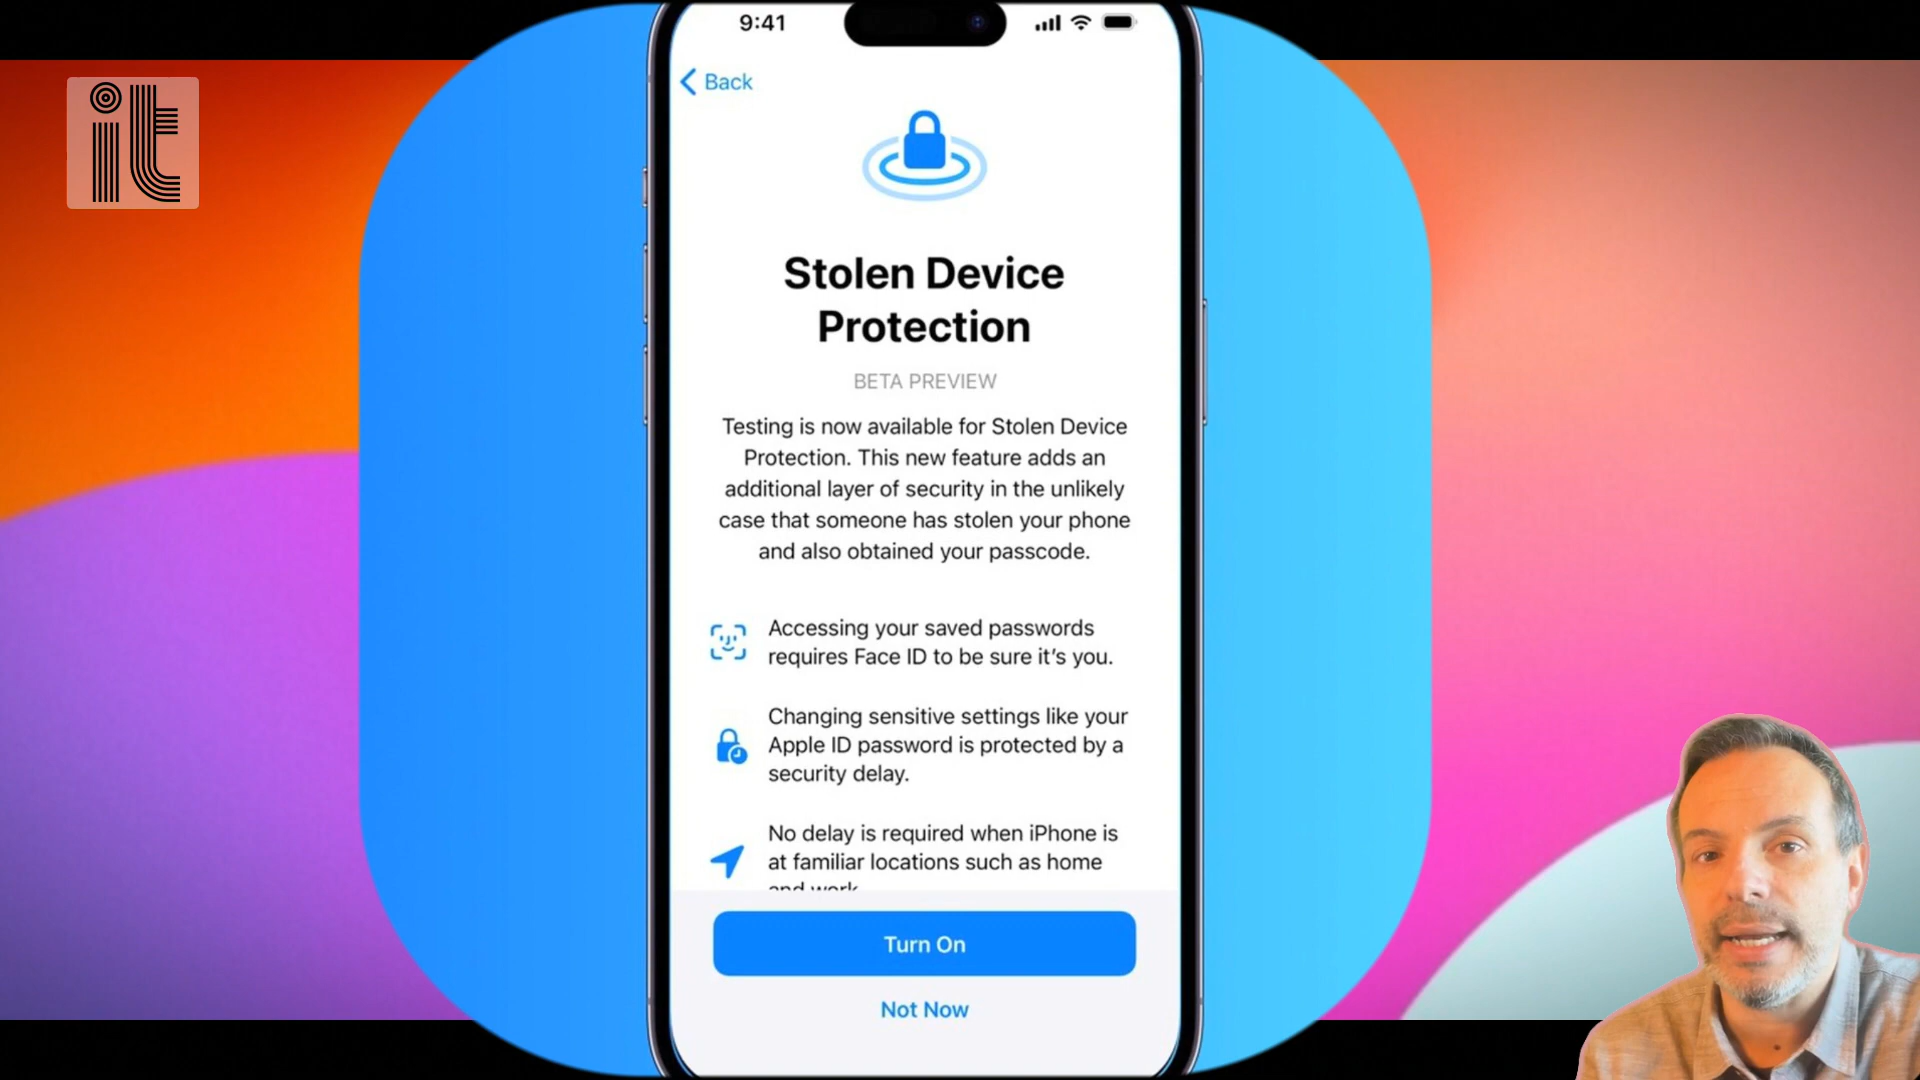 it
9:41
Back
Stolen Device
Protection
BETA PREVIEW
Testing is now available for Stolen Device
Protection. This new feature adds an
additional layer of security in the unlikely
case that someone has stolen your phone
and also obtained your passcode.
Accessing your saved passwords
requires Face ID to be sure it's you.
Changing sensitive settings like your
Apple ID password is protected by a
security delay.
No delay is required when iPhone is
at familiar locations such as home
and work
Turn On
Not Now